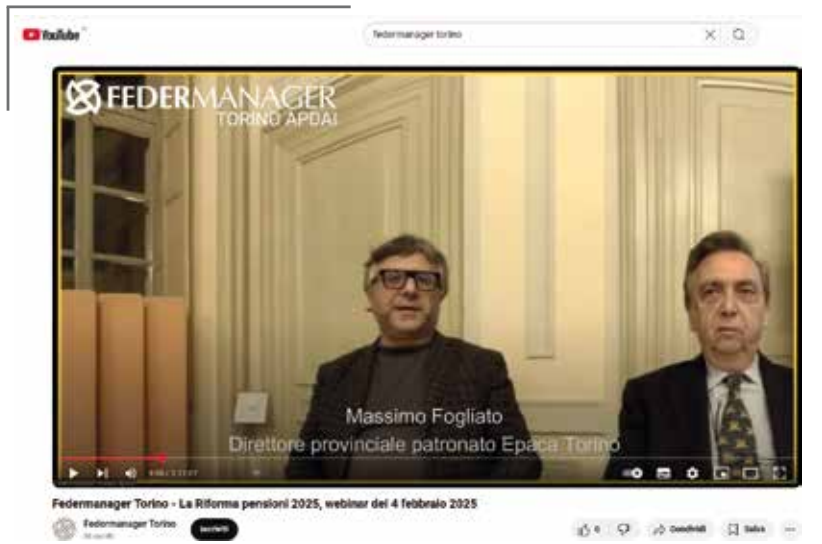 YouTube
federmanager torino
FEDERMANAGER
TORINO APDAI
Massimo Fogliato
Direttore provinciale patronato Epaca Torino
Federmanager Torino - La Riforma pensioni 2025, webinar del 4 febbraio 2025
Federmanager Torino
Iscriviti
0
Condividi
Salva